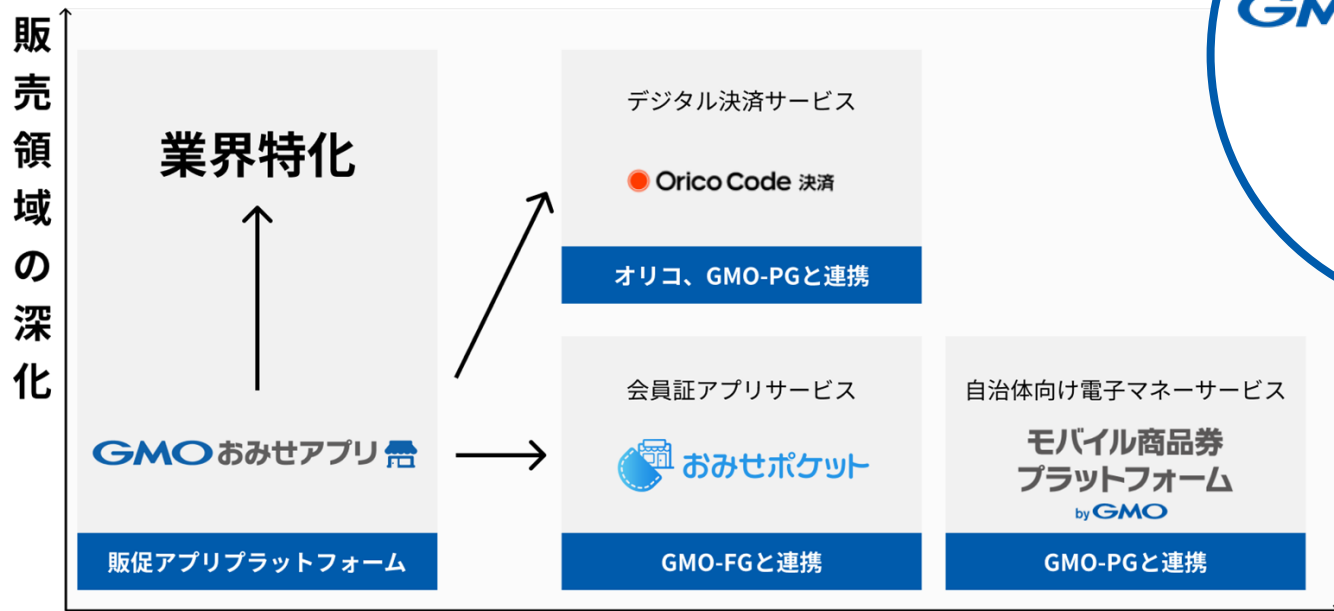 販売領域の深化
業界特化
GMOおみせアプリ
販促アプリプラットフォーム
デジタル決済サービス
Orico Code 決済
オリコ、GMO-PGと連携
会員証アプリサービス
おみせポケット
GMO-FGと連携
自治体向け電子マネーサービス
モバイル商品券
プラットフォーム
by GMO
GMO-PGと連携